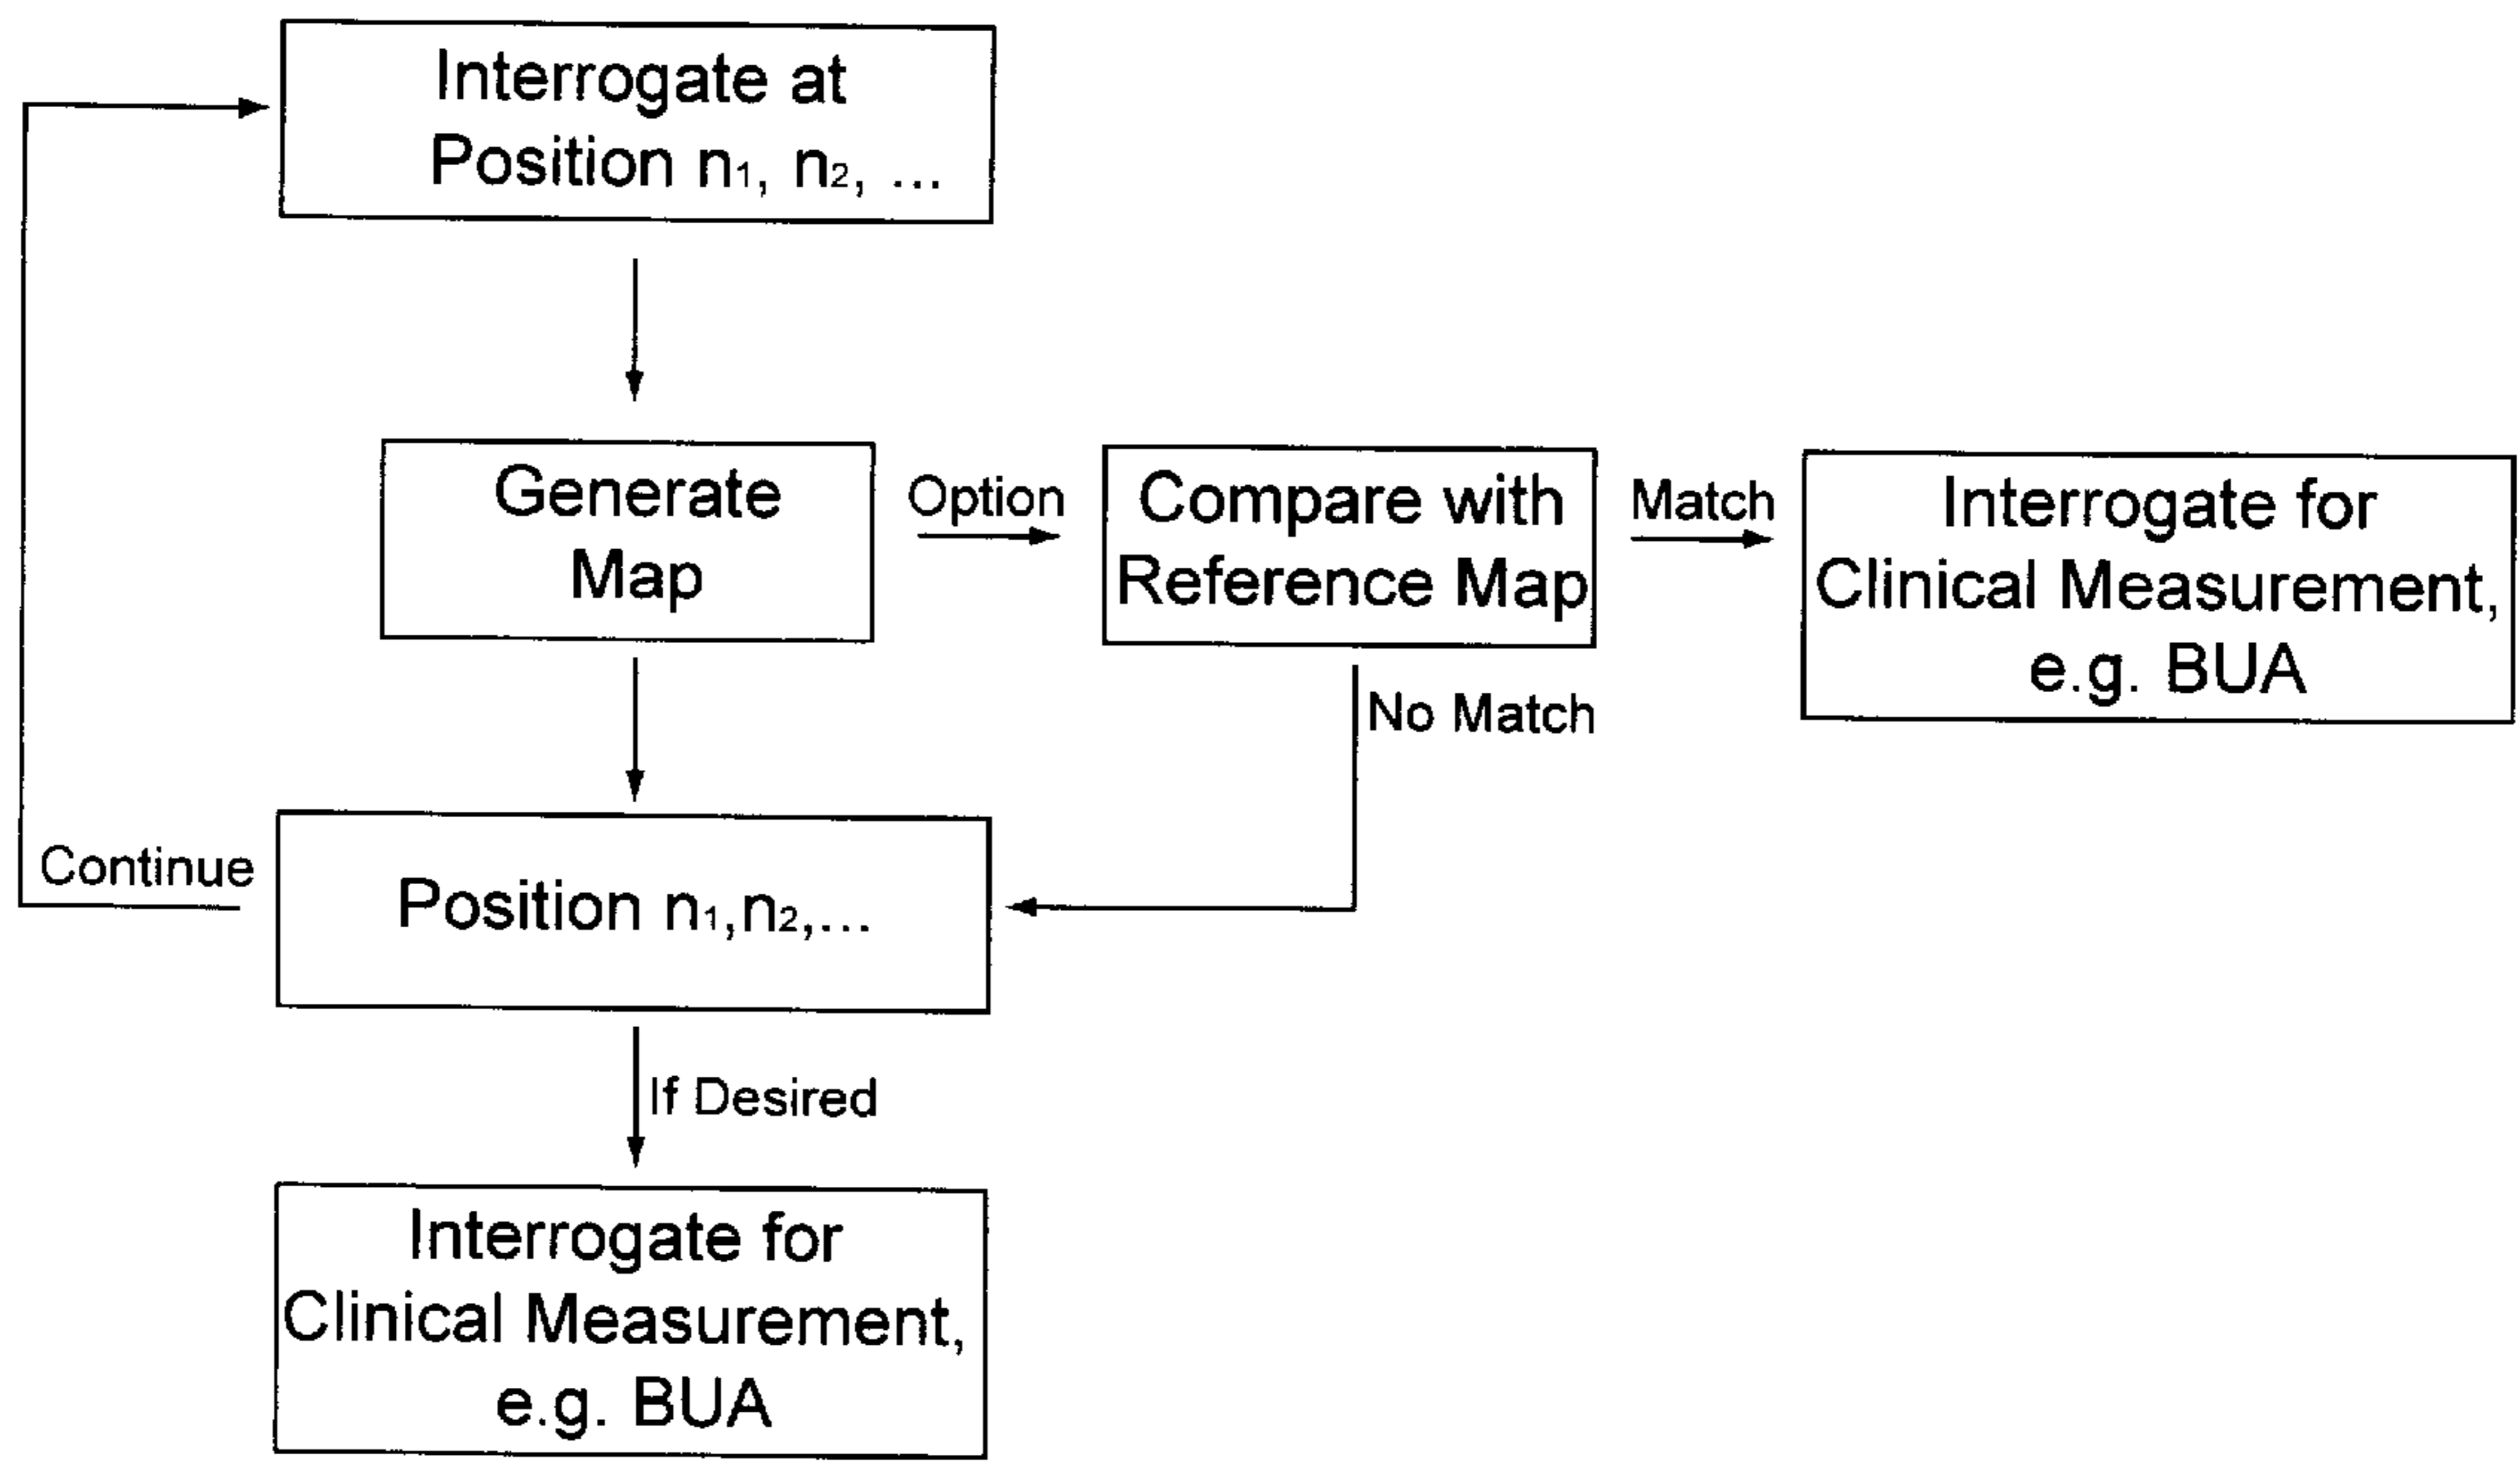 Interrogate at
Position n₁, n₂, ...
Generate
Map
Option
Compare with
Reference Map
Match
Interrogate for
Clinical Measurement,
e.g. BUA
No Match
Continue
Position n₁,n₂,...
If Desired
Interrogate for
Clinical Measurement,
e.g. BUA